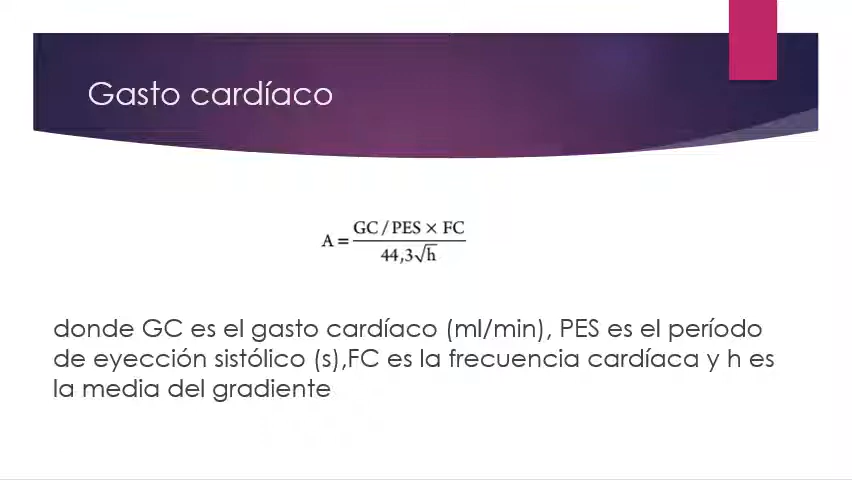 Gasto cardíaco
A = GC / PES × FC
44,3√h
donde GC es el gasto cardíaco (ml/min), PES es el período
de eyección sistólico (s),FC es la frecuencia cardíaca y h es
la media del gradiente